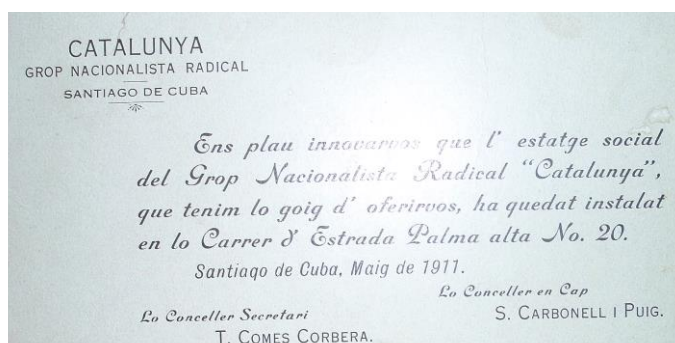 CATALUNYA
GROP NACIONALISTA RADICAL
SANTIAGO DE CUBA
Ens plau innovarvos que l' estatge social
del Grop Nacionalista Radical "Catalunya",
que tenim lo goig d' oferirvos, ha quedat instalat
en lo Carrer d' Estrada Palma alta No. 20.
Santiago de Cuba, Maig de 1911.
Lo Conceller en Cap
Lo Conceller Secretari
S. CARBONELL I PUIG.
T. COMES CORBERA.